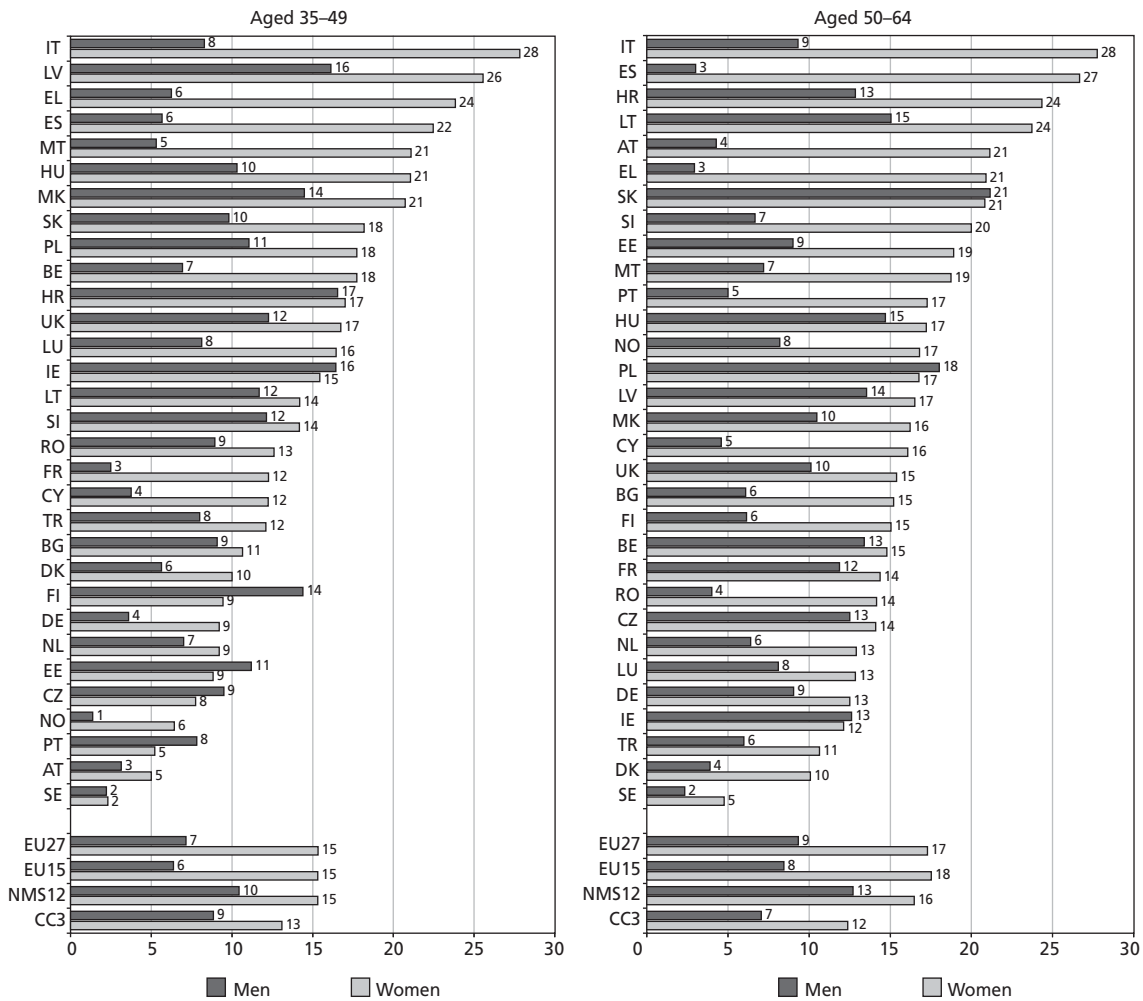 Aged 35–49
IT 8 28
LV 16 26
EL 6 24
ES 6 22
MT 5 21
HU 10 21
MK 14 21
SK 10 18
PL 11 18
BE 7 18
HR 17 17
UK 12 17
LU 8 16
IE 16 15
LT 12 14
SI 12 14
RO 9 13
FR 3 12
CY 4 12
TR 8 12
BG 9 11
DK 6 10
FI 14 9
DE 4 9
NL 7 9
EE 11 9
CZ 9 8
NO 1 6
PT 8 5
AT 3 5
SE 2 2
EU27 7 15
EU15 6 15
NMS12 10 15
CC3 9 13
0 5 10 15 20 25 30
Men Women
Aged 50–64
IT 9 28
ES 3 27
HR 13 24
LT 15 24
AT 4 21
EL 3 21
SK 21 21
SI 7 20
EE 9 19
MT 7 19
PT 5 17
HU 15 17
NO 8 17
PL 18 17
LV 14 17
MK 10 16
CY 5 16
UK 10 15
BG 6 15
FI 6 15
BE 13 15
FR 12 14
RO 4 14
CZ 13 14
NL 6 13
LU 8 13
DE 9 13
IE 13 12
TR 6 11
DK 4 10
SE 2 5
EU27 9 17
EU15 8 18
NMS12 13 16
CC3 7 12
0 5 10 15 20 25 30
Men Women